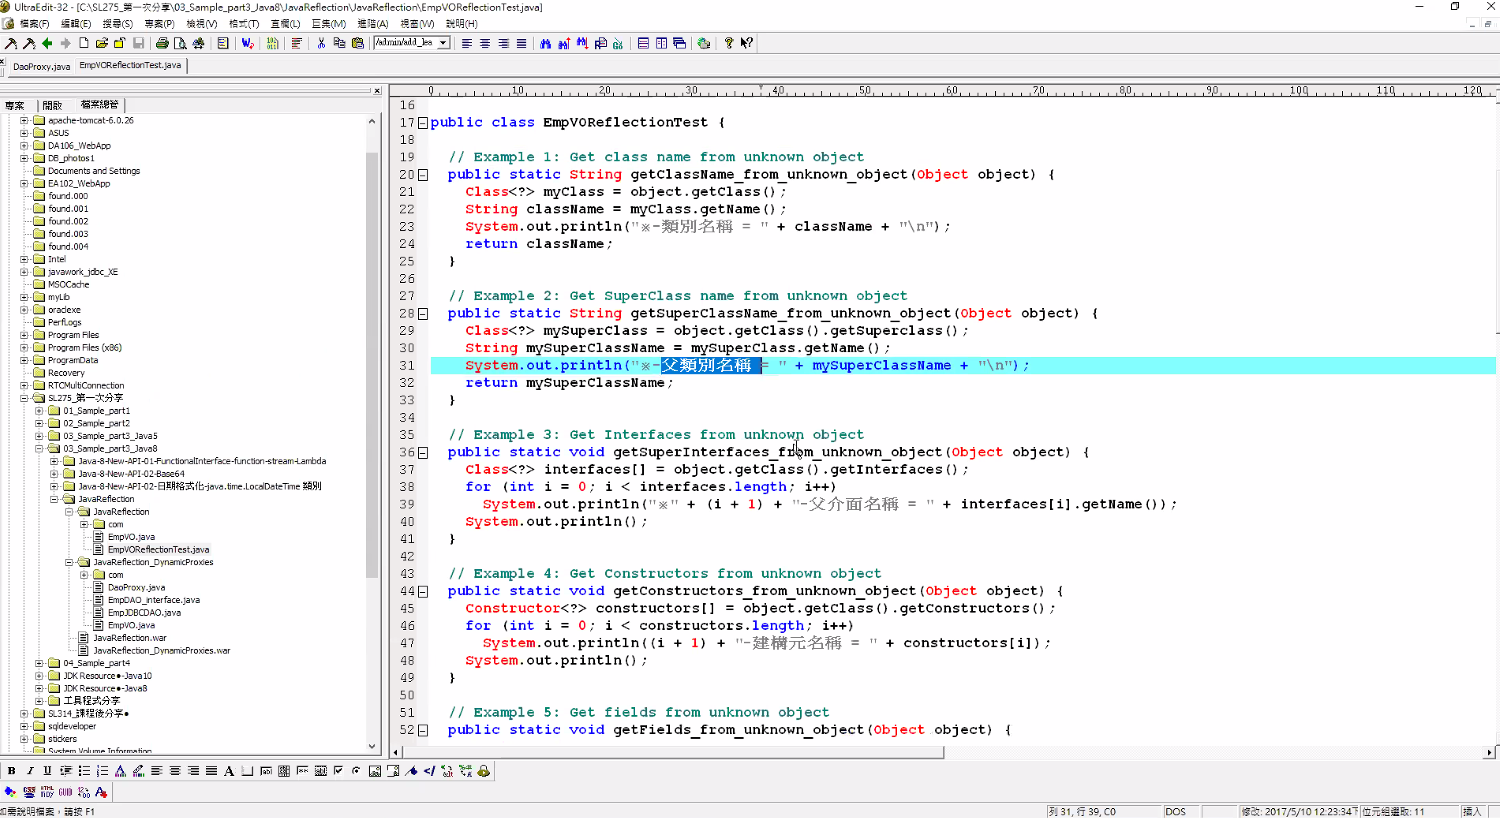 UltraEdit-32 - [C:\SL275_第一次分享\03_Sample_part3_Java8\JavaReflection\JavaReflection\EmpVOReflectionTest.java]
檔案(F) 編輯(E) 搜尋(S) 專案(P) 檢視(V) 格式(T) 直欄(L) 巨集(M) 進階(A) 視窗(W) 說明(H)
/admin/add_lea
DaoProxy.java EmpVOReflectionTest.java
專案 開啟 檔案總管
apache-tomcat-6.0.26
ASUS
DA106_WebApp
DB_photos1
Documents and Settings
EA102_WebApp
found.000
found.001
found.002
found.003
found.004
Intel
javawork_jdbc_XE
MSOCache
myLib
oraclexe
PerfLogs
Program Files
Program Files (x86)
ProgramData
Recovery
RTCMultiConnection
SL275_第一次分享
01_Sample_part1
02_Sample_part2
03_Sample_part3_Java5
03_Sample_part3_Java8
Java-8-New-API-01-FunctionalInterface-function-stream-Lambda
Java-8-New-API-02-Base64
Java-8-New-API-02-日期格式化-java.time.LocalDateTime 類別
JavaReflection
JavaReflection
com
EmpVO.java
EmpVOReflectionTest.java
JavaReflection_DynamicProxies
com
DaoProxy.java
EmpDAO_interface.java
EmpJDBCDAO.java
EmpVO.java
JavaReflection.war
JavaReflection_DynamicProxies.war
04_Sample_part4
JDK Resource●-Java10
JDK Resource●-Java8
工具程式分享
SL314_課程後分享●
sqldeveloper
stickers
System Volume Information
0 10 20 30 40 50 60 70 80 90 100 110 120
16
17 public class EmpVOReflectionTest {
18
19 // Example 1: Get class name from unknown object
20 public static String getClassName_from_unknown_object(Object object) {
21 Class<?> myClass = object.getClass();
22 String className = myClass.getName();
23 System.out.println("※-類別名稱 = " + className + "\n");
24 return className;
25 }
26
27 // Example 2: Get SuperClass name from unknown object
28 public static String getSuperClassName_from_unknown_object(Object object) {
29 Class<?> mySuperClass = object.getClass().getSuperclass();
30 String mySuperClassName = mySuperClass.getName();
31 System.out.println("※-父類別名稱 = " + mySuperClassName + "\n");
32 return mySuperClassName;
33 }
34
35 // Example 3: Get Interfaces from unknown object
36 public static void getSuperInterfaces_from_unknown_object(Object object) {
37 Class<?> interfaces[] = object.getClass().getInterfaces();
38 for (int i = 0; i < interfaces.length; i++)
39 System.out.println("※" + (i + 1) + "-父介面名稱 = " + interfaces[i].getName());
40 System.out.println();
41 }
42
43 // Example 4: Get Constructors from unknown object
44 public static void getConstructors_from_unknown_object(Object object) {
45 Constructor<?> constructors[] = object.getClass().getConstructors();
46 for (int i = 0; i < constructors.length; i++)
47 System.out.println((i + 1) + "-建構元名稱 = " + constructors[i]);
48 System.out.println();
49 }
50
51 // Example 5: Get fields from unknown object
52 public static void getFields_from_unknown_object(Object object) {
如需說明檔案，請按 F1
列 31, 行 39, C0 DOS 修改: 2017/5/10 12:23:34下 位元組選取: 11 插入